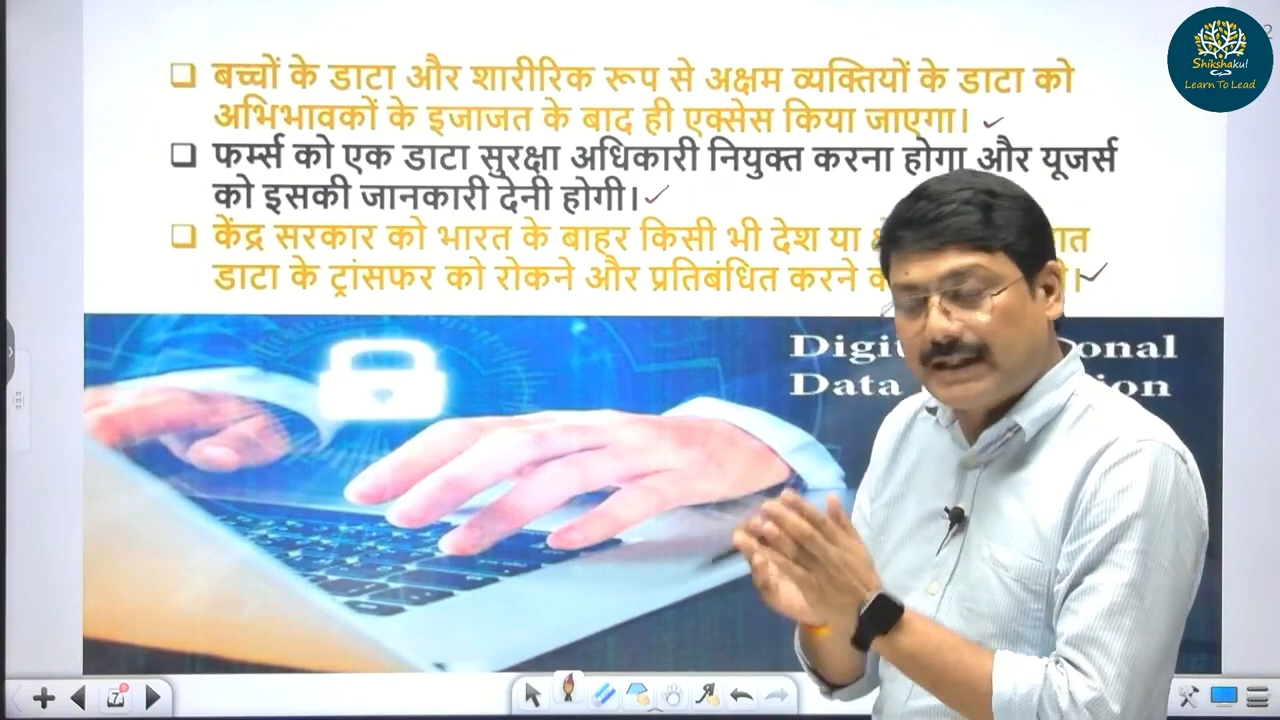 Shikshakul
Learn To Lead
बच्चों के डाटा और शारीरिक रूप से अक्षम व्यक्तियों के डाटा को
अभिभावकों के इजाजत के बाद ही एक्सेस किया जाएगा।
फर्म्स को एक डाटा सुरक्षा अधिकारी नियुक्त करना होगा और यूजर्स
को इसकी जानकारी देनी होगी।
केंद्र सरकार को भारत के बाहर किसी भी देश या
डाटा के ट्रांसफर को रोकने और प्रतिबंधित करने
Data
7